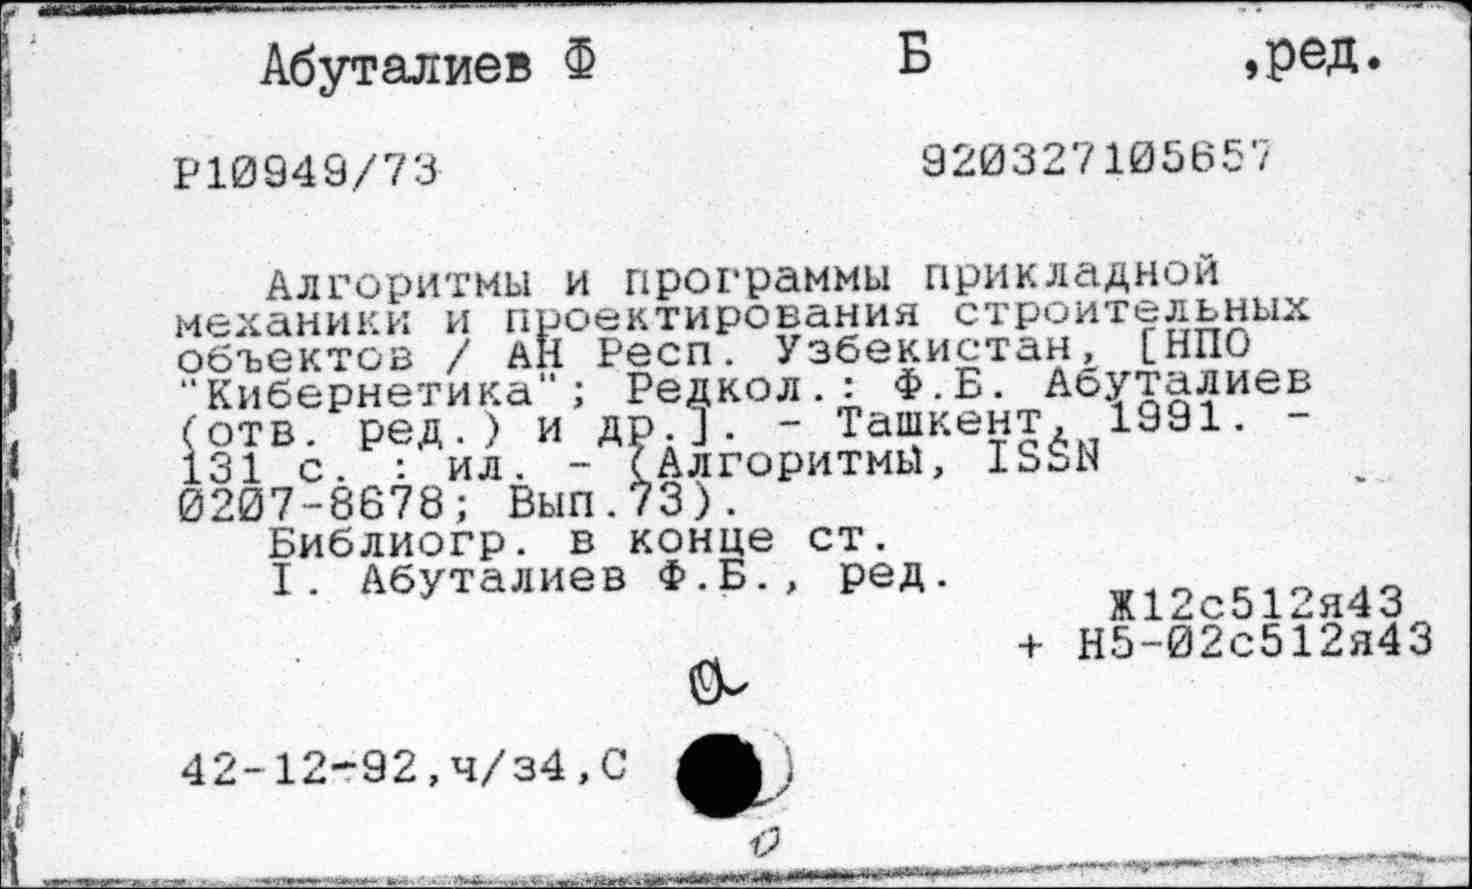 Абуталиев Ф Б ,ред.
Р10949/73 920327105657
Алгоритмы и программы прикладной
механики и проектирования строительных
объектов / АН Респ. Узбекистан, [НПО
"Кибернетика"; Редкол.: Ф.Б. Абуталиев
(отв. ред.) и др.]. - Ташкент, 1991. -
131 с. : ил. - (Алгоритмы, ISSN
0207-8678; Вып.73).
Библиогр. в конце ст.
I. Абуталиев Ф.Б., ред.
Ж12с512я43
+ Н5-02с512я43
а
42-12-92,ч/з4,С